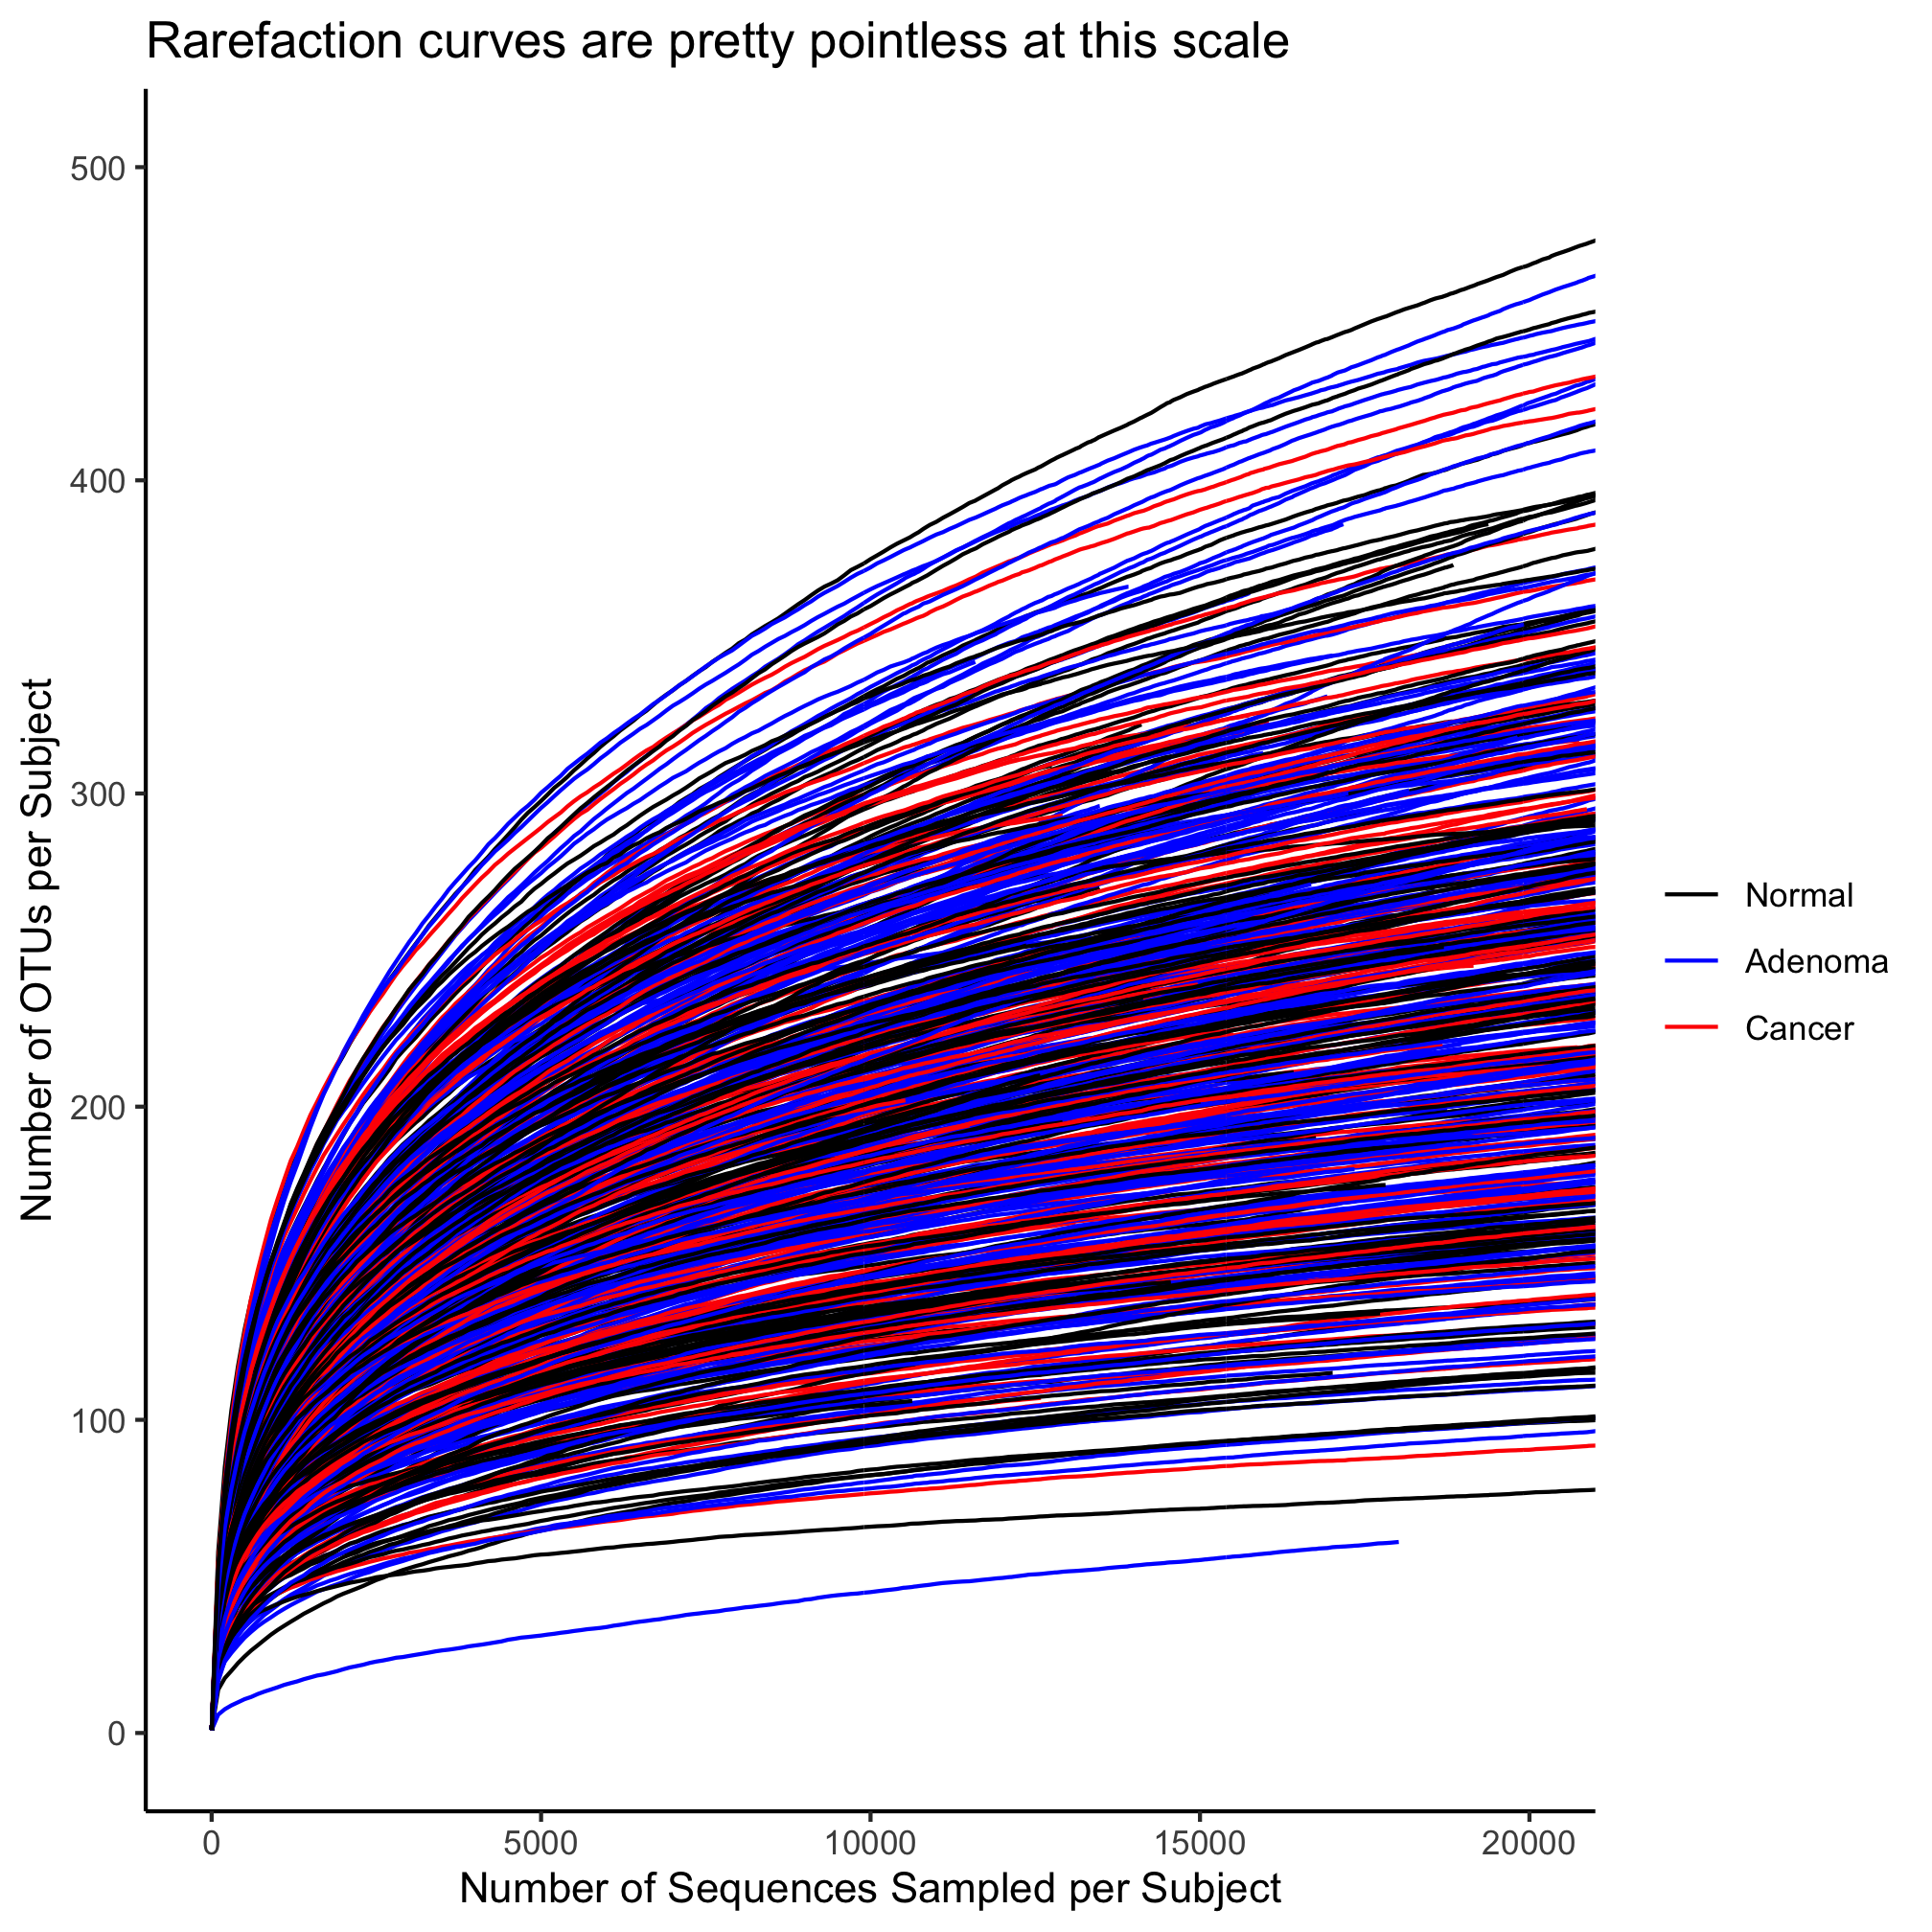 Rarefaction curves are pretty pointless at this scale
Number of OTUs per Subject
500
400
300
200
100
0
0 5000 10000 15000 20000
Number of Sequences Sampled per Subject
Normal
Adenoma
Cancer